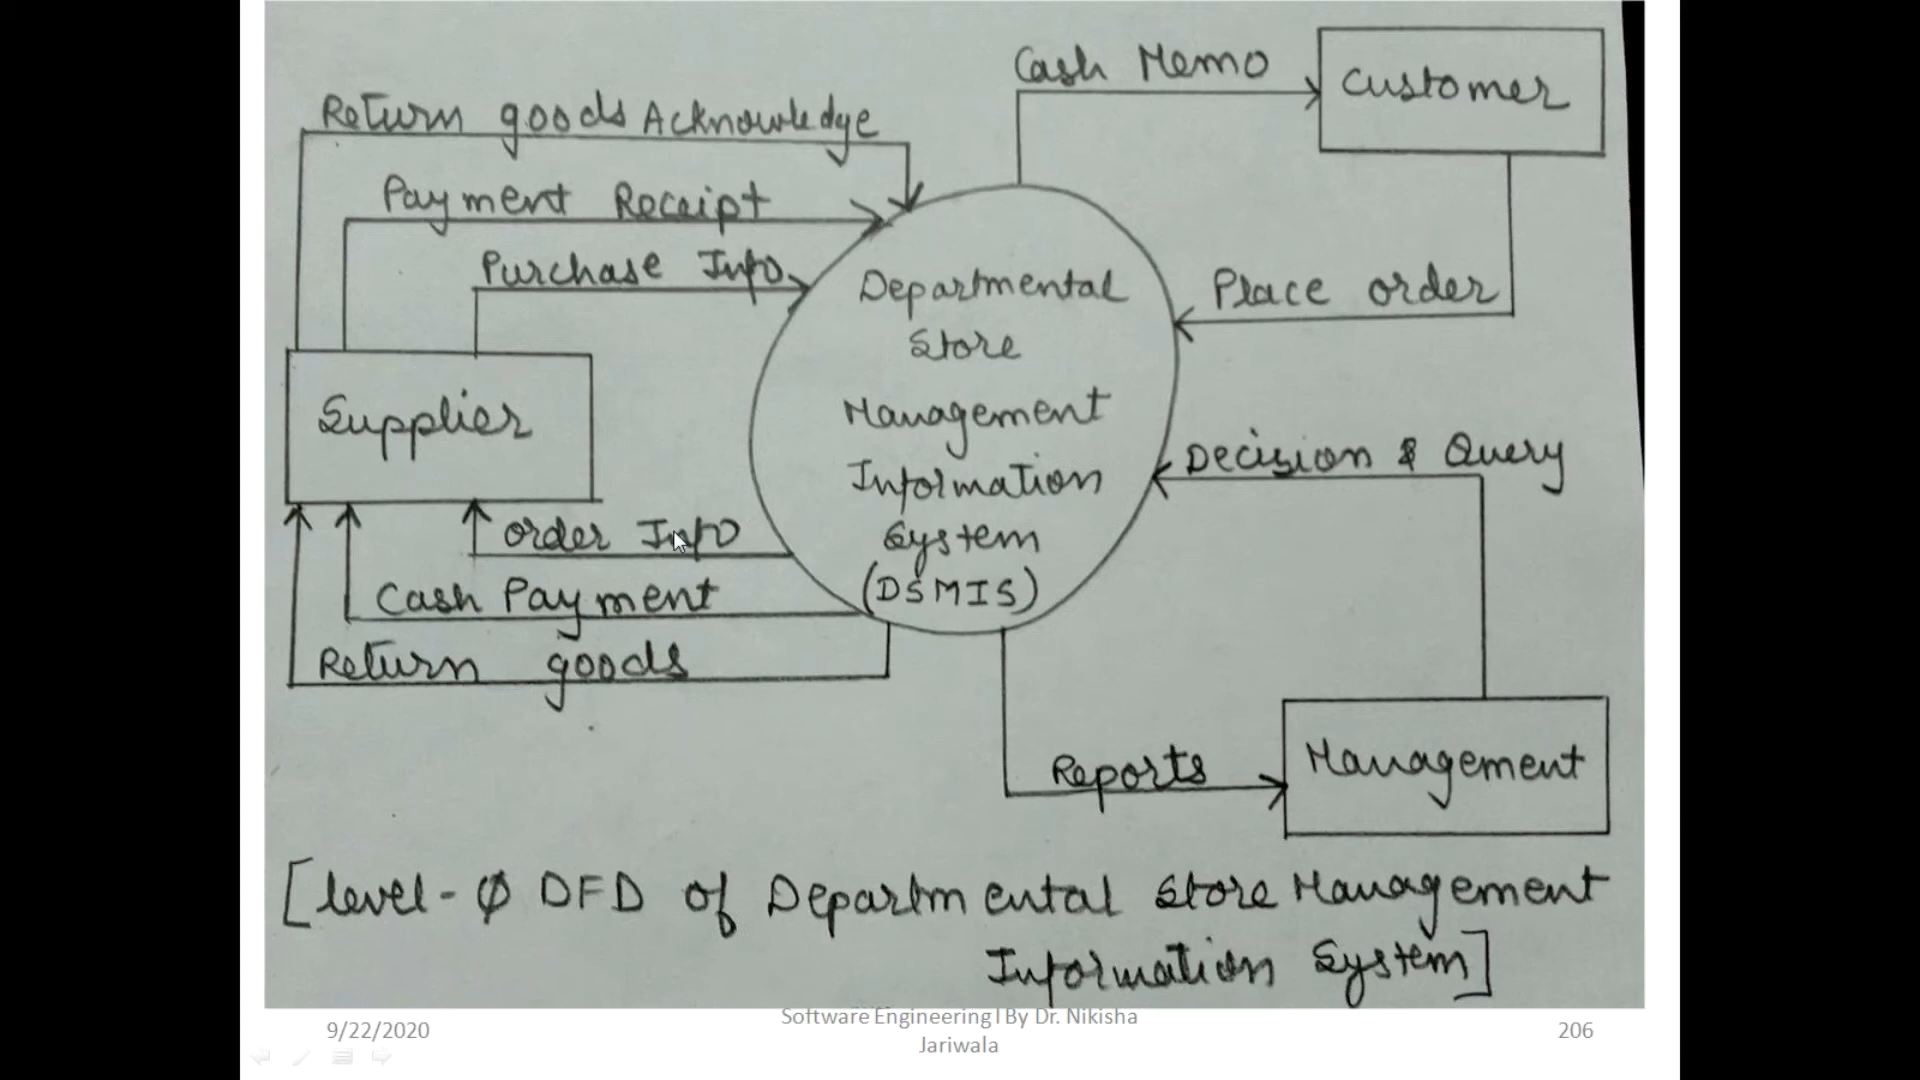 Cash Memo
Customer
Return goods Acknowledge
Payment Receipt
Purchase Info
Place order
Departmental
Store
Management
Information
System
(DSMIS)
Supplier
Decision & Query
Order Info
Cash Payment
Return goods
Reports
Management
[level-0 DFD of Departmental Store Management
Information System]
9/22/2020
Software Engineering | By Dr. Nikisha
Jariwala
206